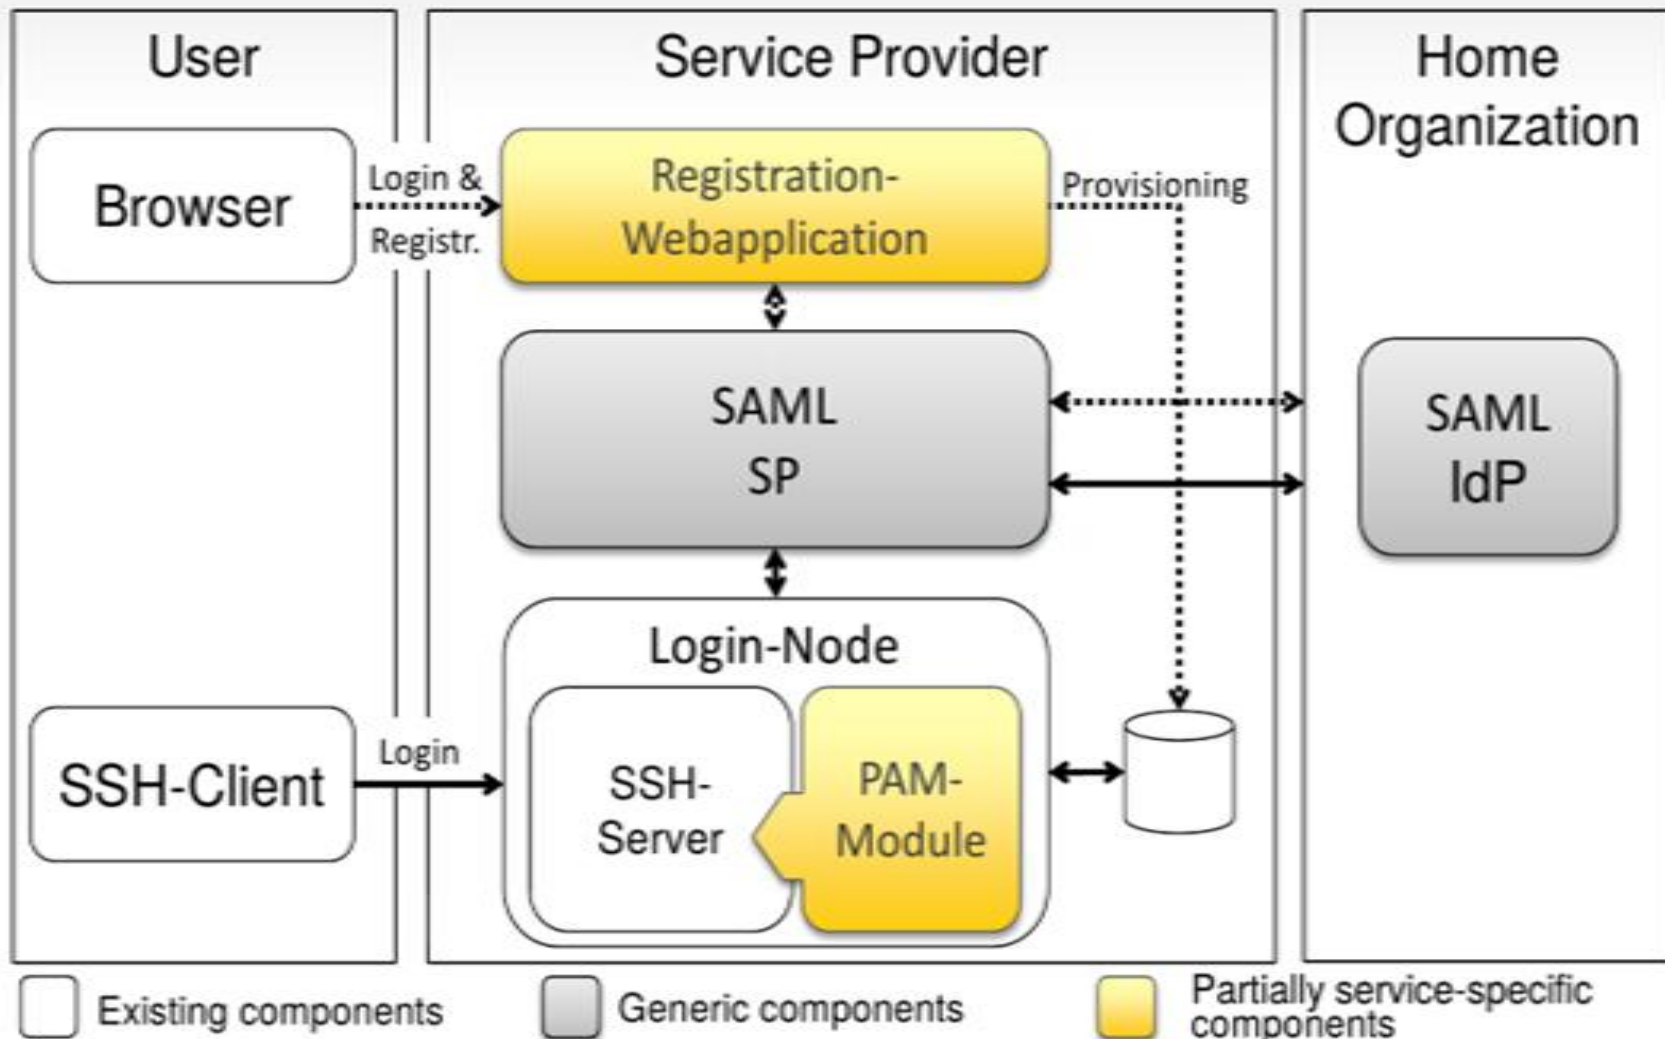 User
Service Provider
Home
Organization
Browser
Login &
Registr.
Registration-
Webapplication
Provisioning
SAML
SP
SAML
IdP
Login-Node
SSH-Client
Login
SSH-
Server
PAM-
Module
Existing components
Generic components
Partially service-specific
components